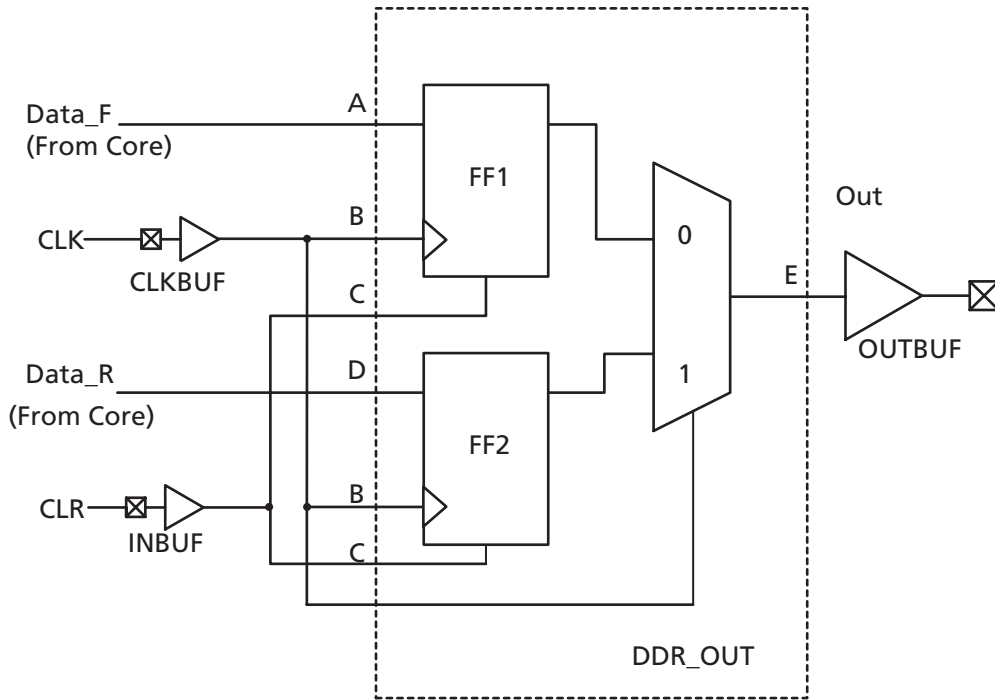 Data_F
(From Core)
A
FF1
CLK
CLKBUF
B
C
0
Out
E
OUTBUF
Data_R
(From Core)
D
1
FF2
CLR
INBUF
B
C
DDR_OUT